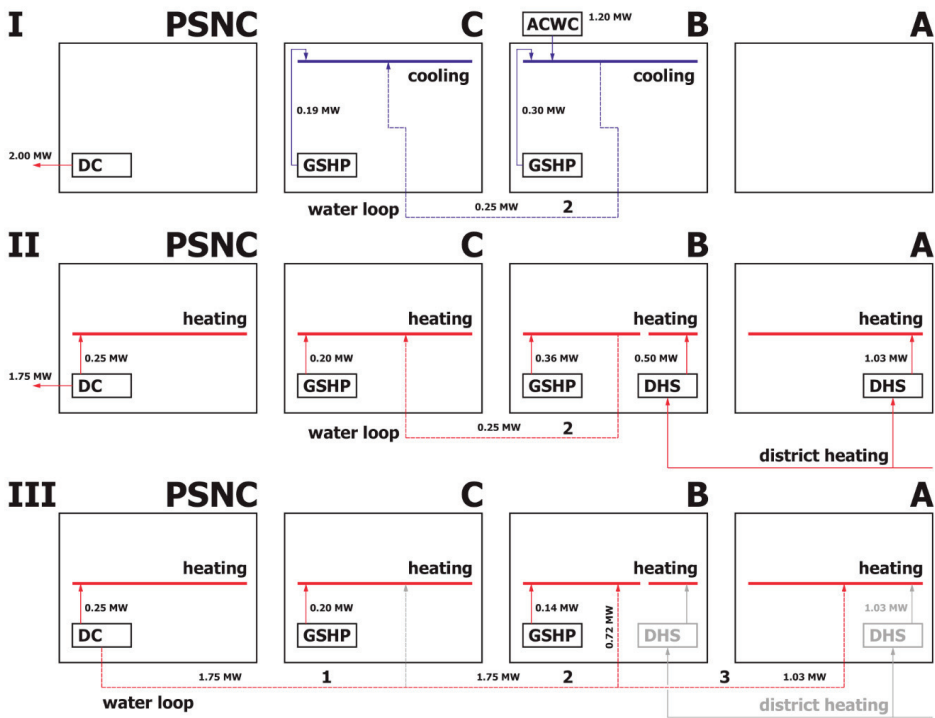 I PSNC C ACWC 1.20 MW B A
cooling cooling
0.19 MW 0.30 MW
2.00 MW DC GSHP GSHP
water loop 0.25 MW 2
II PSNC C B A
heating heating heating heating
0.25 MW 0.20 MW 0.36 MW 0.50 MW 1.03 MW
1.75 MW DC GSHP GSHP DHS DHS
water loop 0.25 MW 2
district heating
III PSNC C B A
heating heating heating heating
0.25 MW 0.20 MW 0.14 MW 0.72 MW 1.03 MW
DC GSHP GSHP DHS DHS
1.75 MW 1 1.75 MW 2 3 1.03 MW
water loop district heating